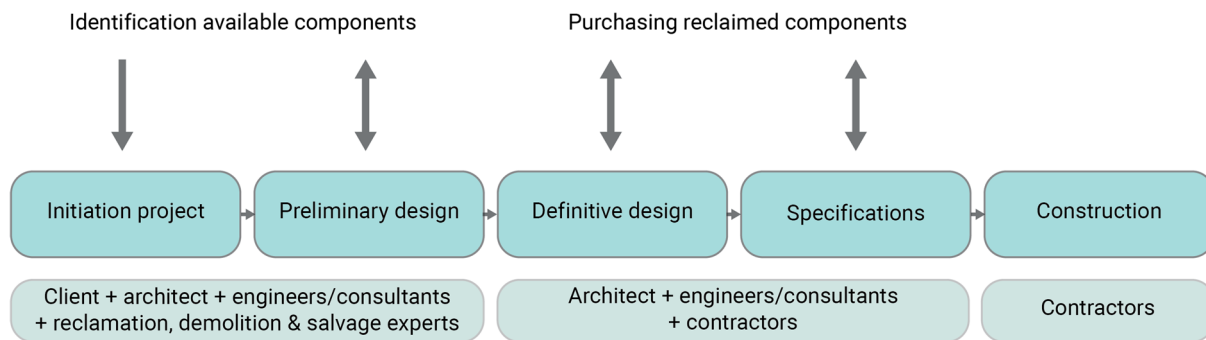 Identification available components
Purchasing reclaimed components
Initiation project
Preliminary design
Definitive design
Specifications
Construction
Client + architect + engineers/consultants
+ reclamation, demolition & salvage experts
Architect + engineers/consultants
+ contractors
Contractors